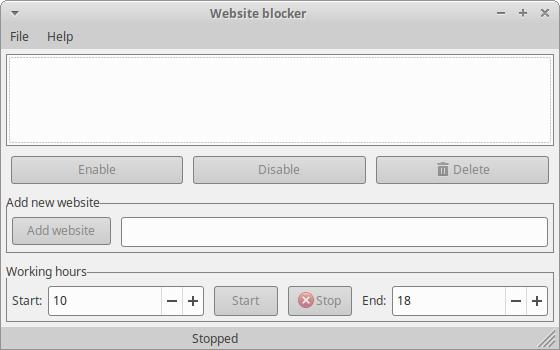 Website blocker
File Help
Enable Disable Delete
Add new website
Add website
Working hours
Start: 10 Start Stop End: 18
Stopped